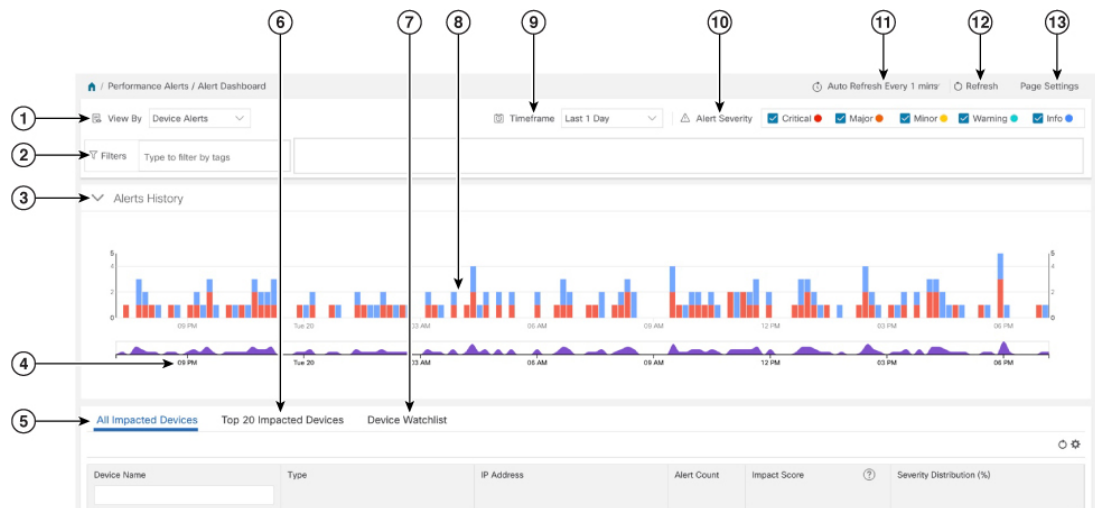 6 7 8 9 10 11 12 13
/ Performance Alerts / Alert Dashboard Auto Refresh Every 1 mins Refresh Page Settings
1 View By Device Alerts Timeframe Last 1 Day Alert Severity Critical Major Minor Warning Info
2 Filters Type to filter by tags
3 Alerts History
5 5
4 4
2 2
0 0
09 PM Tue 20 03 AM 06 AM 09 AM 12 PM 03 PM 06 PM
4 09 PM Tue 20 03 AM 06 AM 09 AM 12 PM 03 PM 06 PM
5 All Impacted Devices Top 20 Impacted Devices Device Watchlist
Device Name Type IP Address Alert Count Impact Score ? Severity Distribution (%)